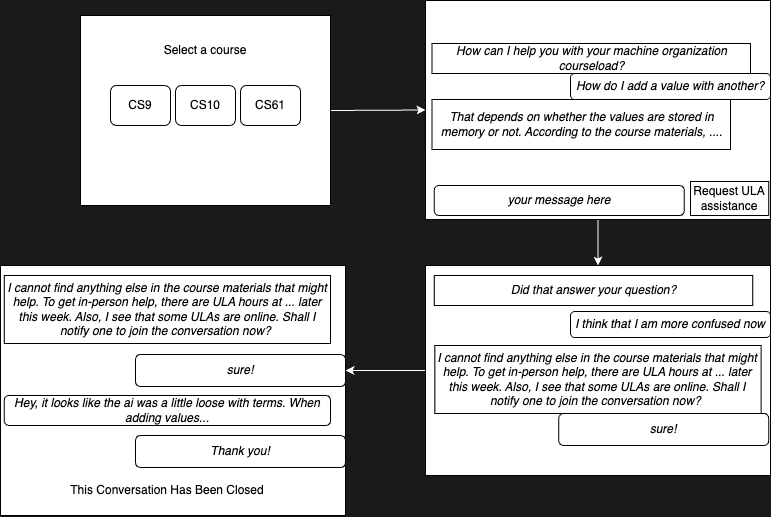 Select a course
CS9
CS10
CS61
How can I help you with your machine organization
courseload?
How do I add a value with another?
That depends on whether the values are stored in
memory or not. According to the course materials, ....
your message here
Request ULA
assistance
Did that answer your question?
I think that I am more confused now
I cannot find anything else in the course materials that might
help. To get in-person help, there are ULA hours at ... later
this week. Also, I see that some ULAs are online. Shall I
notify one to join the conversation now?
sure!
I cannot find anything else in the course materials that might
help. To get in-person help, there are ULA hours at ... later
this week. Also, I see that some ULAs are online. Shall I
notify one to join the conversation now?
sure!
Hey, it looks like the ai was a little loose with terms. When
adding values...
Thank you!
This Conversation Has Been Closed